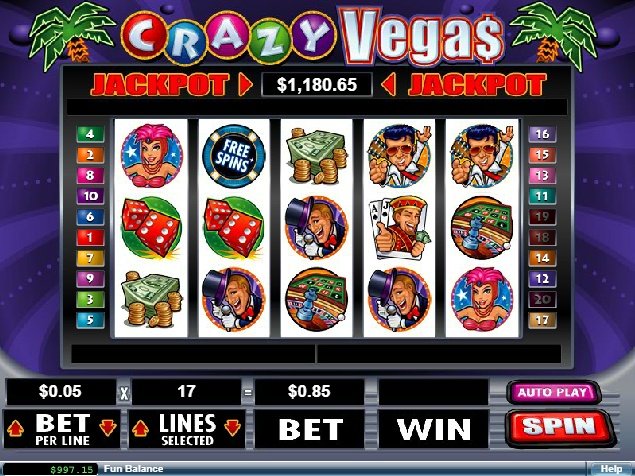 CRAZY Vega$
JACKPOT $1,180.65 JACKPOT
4 16
2 15
8 13
10 11
6 19
1 18
7 14
9 12
3 20
5 17
FREE
SPINS
A J
$0.05 X 17 = $0.85
AUTO PLAY
BET
PER LINE
LINES
SELECTED
BET
WIN
SPIN
$997.15 Fun Balance Help